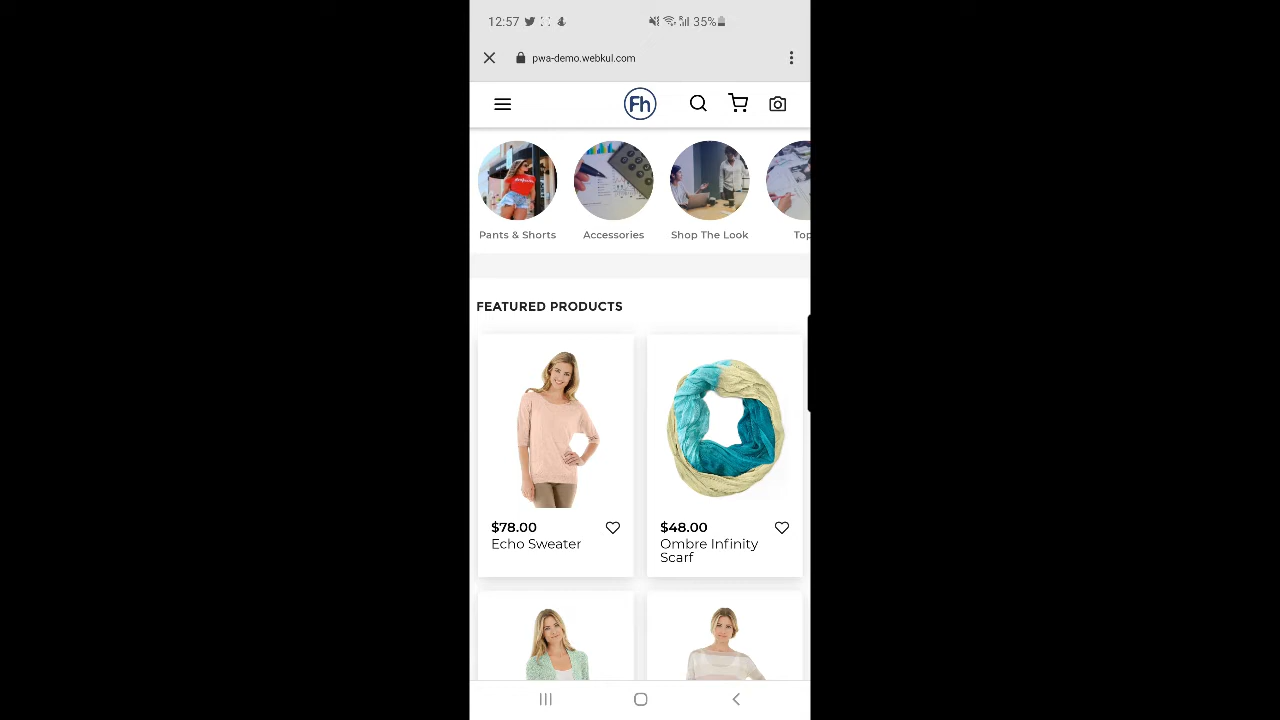 12:57 35%
pwa-demo.webkul.com
Fh
Pants & Shorts Accessories Shop The Look Top
FEATURED PRODUCTS
$78.00 $48.00
Echo Sweater Ombre Infinity
Scarf